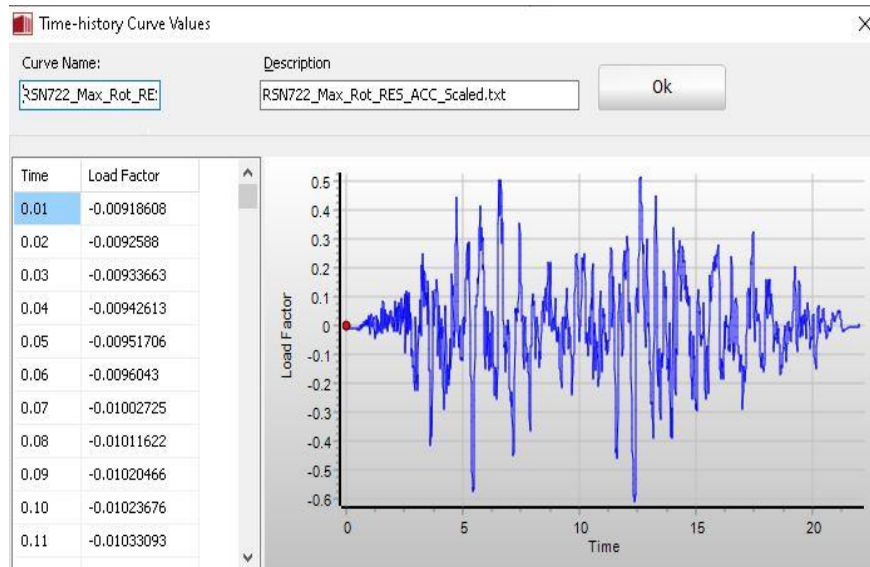 Time-history Curve Values
Curve Name:
Description
RSN722_Max_Rot_RE:
RSN722_Max_Rot_RES_ACC_Scaled.txt
Ok
Time Load Factor
0.01 -0.00918608
0.02 -0.0092588
0.03 -0.00933663
0.04 -0.00942613
0.05 -0.00951706
0.06 -0.0096043
0.07 -0.01002725
0.08 -0.01011622
0.09 -0.01020466
0.10 -0.01023676
0.11 -0.01033093
Load Factor
0.5
0.4
0.3
0.2
0.1
0
-0.1
-0.2
-0.3
-0.4
-0.5
-0.6
0 5 10 15 20
Time